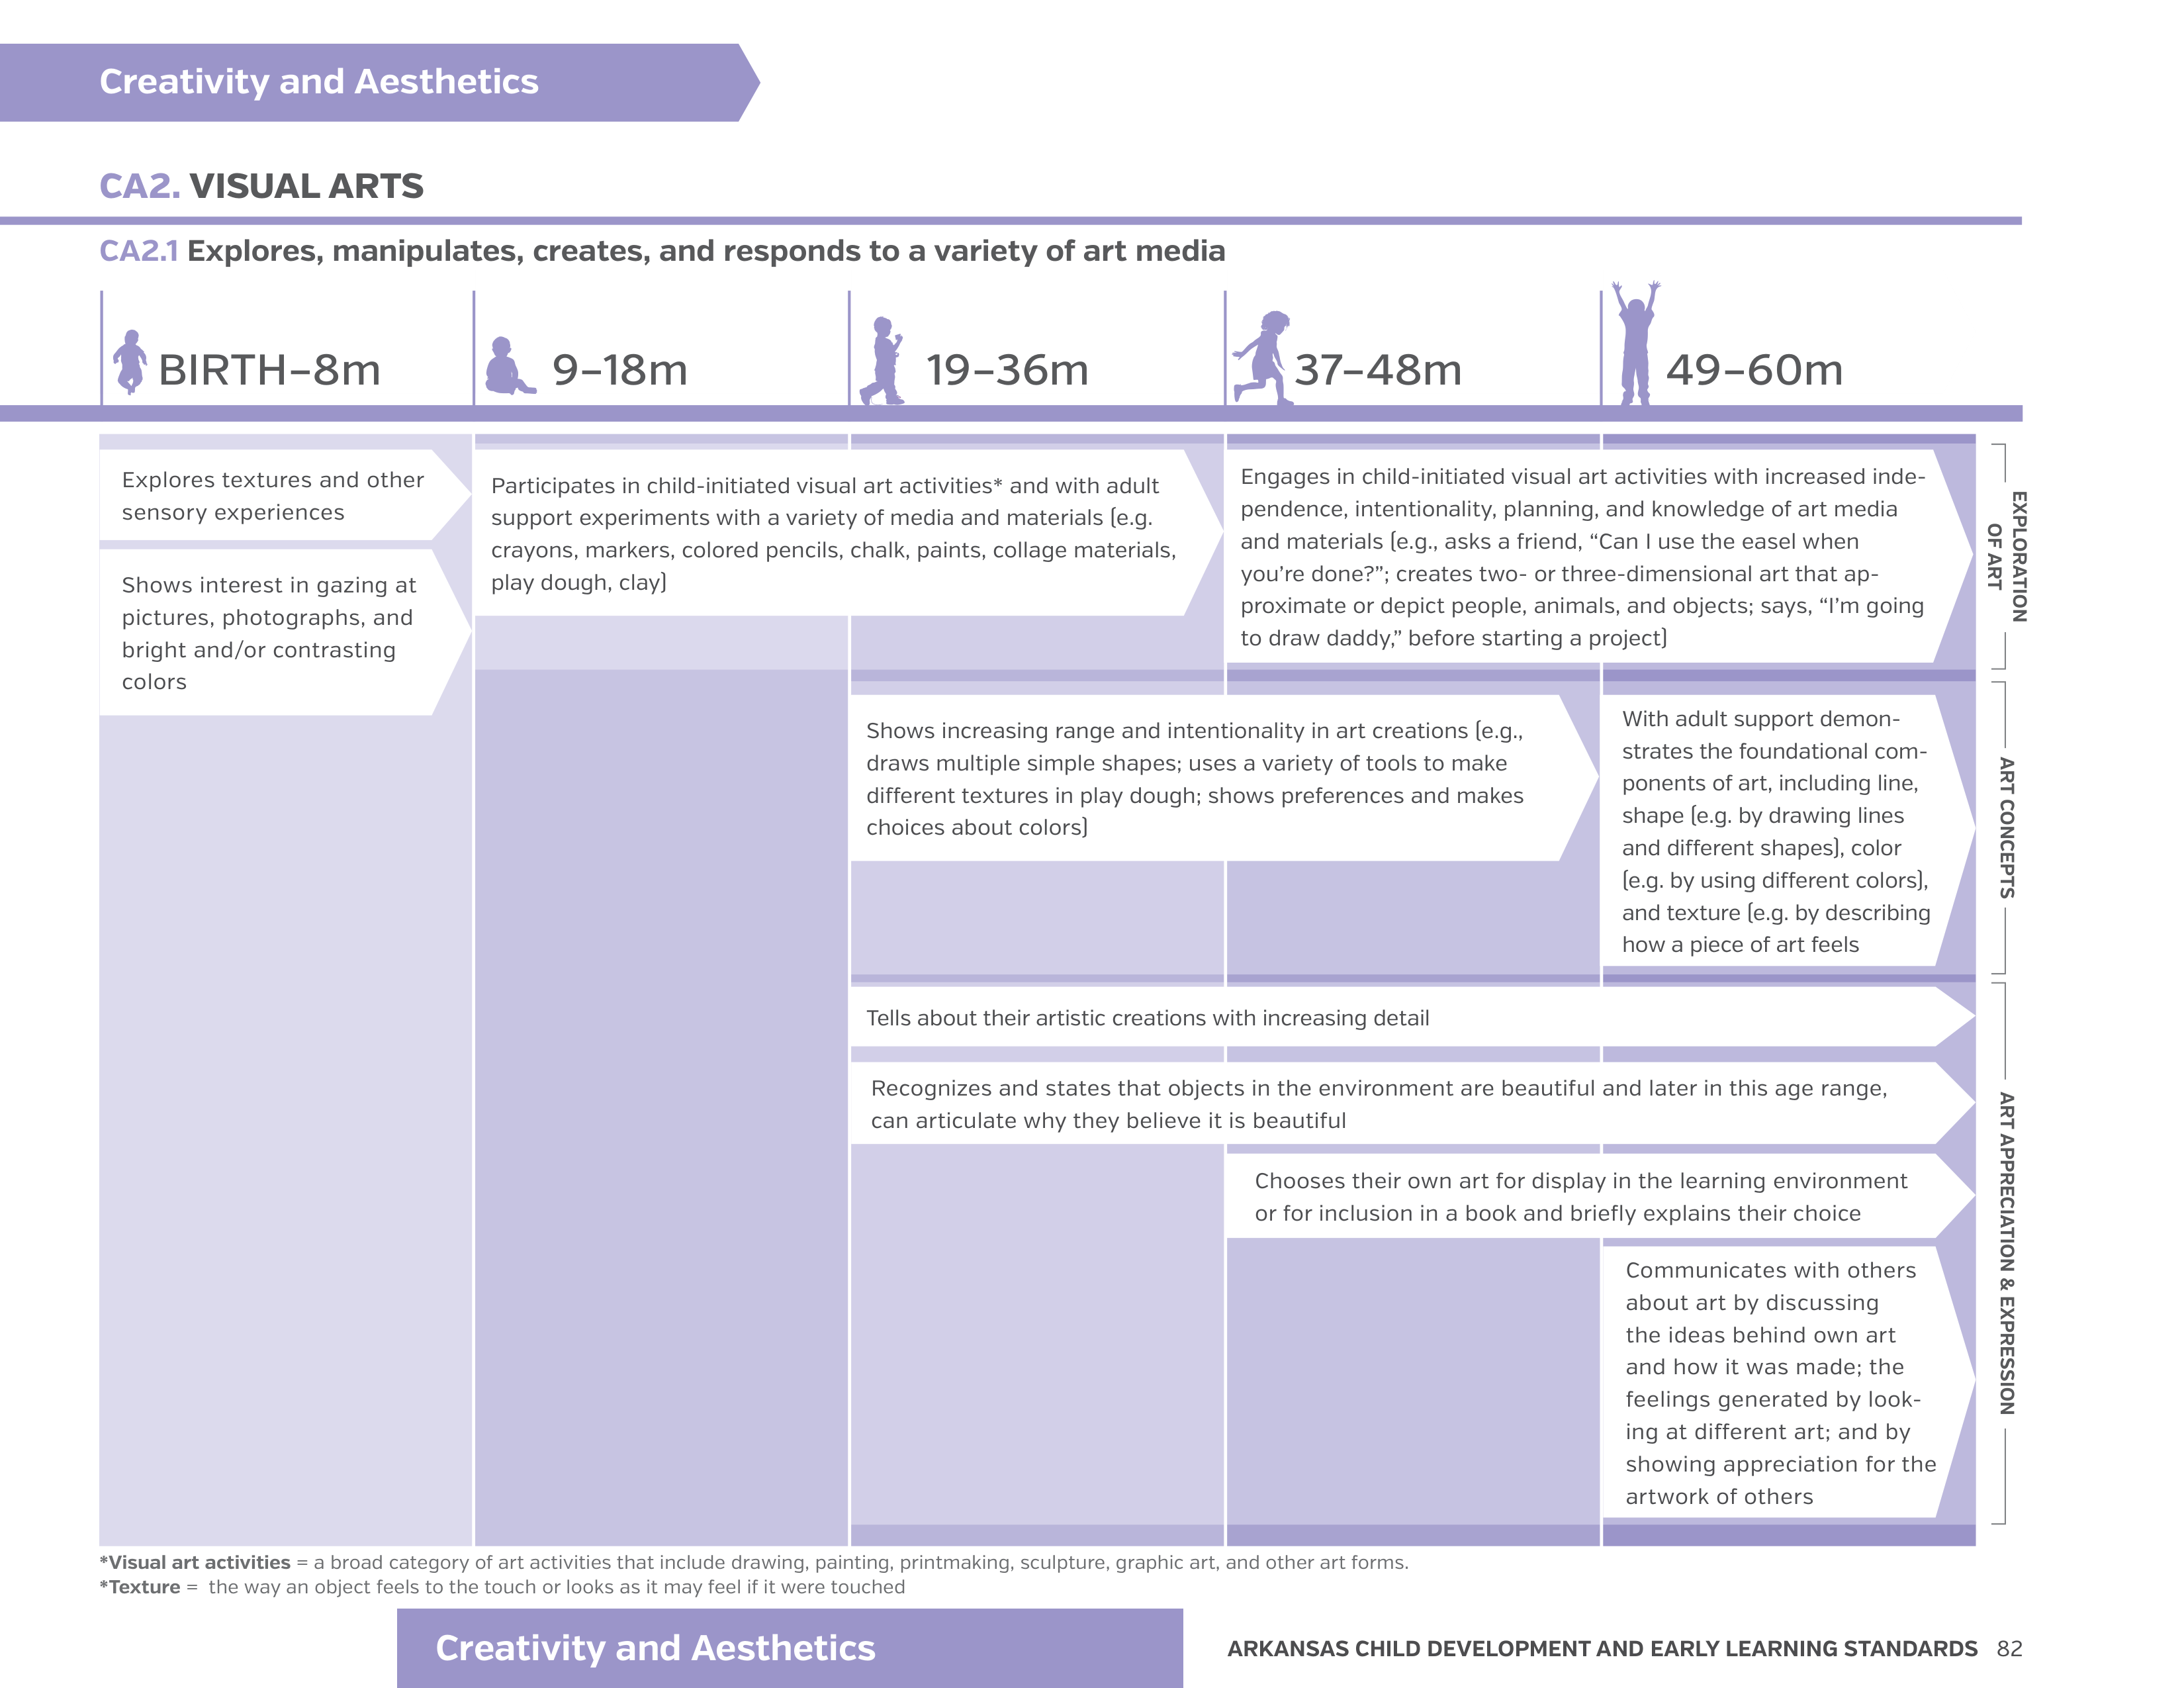 Creativity and Aesthetics
CA2. VISUAL ARTS
CA2.1 Explores, manipulates, creates, and responds to a variety of art media
BIRTH–8m
9–18m
19–36m
37–48m
49–60m
Explores textures and other
sensory experiences
Shows interest in gazing at
pictures, photographs, and
bright and/or contrasting
colors
Participates in child-initiated visual art activities* and with adult
support experiments with a variety of media and materials (e.g.
crayons, markers, colored pencils, chalk, paints, collage materials,
play dough, clay)
Engages in child-initiated visual art activities with increased inde-
pendence, intentionality, planning, and knowledge of art media
and materials (e.g., asks a friend, “Can I use the easel when
you’re done?”; creates two- or three-dimensional art that ap-
proximate or depict people, animals, and objects; says, “I’m going
to draw daddy,” before starting a project)
EXPLORATION
OF ART
Shows increasing range and intentionality in art creations (e.g.,
draws multiple simple shapes; uses a variety of tools to make
different textures in play dough; shows preferences and makes
choices about colors)
With adult support demon-
strates the foundational com-
ponents of art, including line,
shape (e.g. by drawing lines
and different shapes), color
(e.g. by using different colors),
and texture (e.g. by describing
how a piece of art feels
ART CONCEPTS
Tells about their artistic creations with increasing detail
Recognizes and states that objects in the environment are beautiful and later in this age range,
can articulate why they believe it is beautiful
Chooses their own art for display in the learning environment
or for inclusion in a book and briefly explains their choice
Communicates with others
about art by discussing
the ideas behind own art
and how it was made; the
feelings generated by look-
ing at different art; and by
showing appreciation for the
artwork of others
ART APPRECIATION & EXPRESSION
*Visual art activities = a broad category of art activities that include drawing, painting, printmaking, sculpture, graphic art, and other art forms.
*Texture = the way an object feels to the touch or looks as it may feel if it were touched
Creativity and Aesthetics
ARKANSAS CHILD DEVELOPMENT AND EARLY LEARNING STANDARDS 82